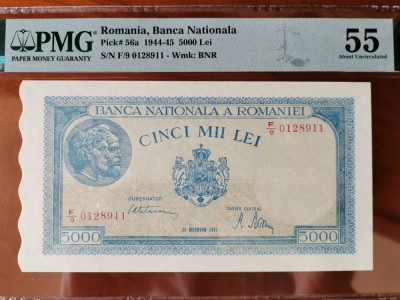 PMG
PAPER MONEY GUARANTY
Romania, Banca Nationala
Pick# 56a 1944-45 5000 Lei
S/N F/9 0128911 - Wmk: BNR
55
About Uncirculated
BANCA NATIONALA A ROMANIEI
F/9 0128911
CINCI MII LEI
GUVERNATOR
CASIER CENTRAL
F/9 0128911
5000
5000